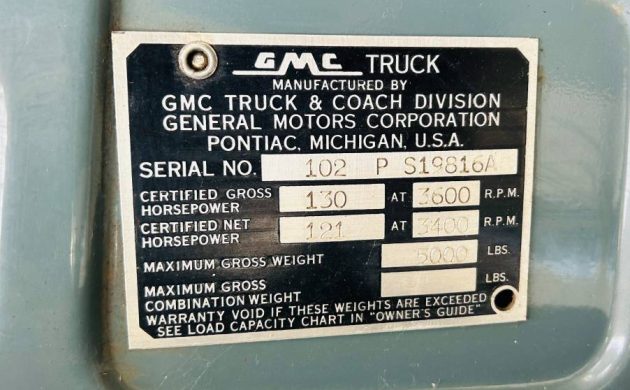 GMC TRUCK
MANUFACTURED BY
GMC TRUCK & COACH DIVISION
GENERAL MOTORS CORPORATION
PONTIAC, MICHIGAN, U.S.A.
SERIAL NO. 102 P S19816A
CERTIFIED GROSS HORSEPOWER 130 AT 3600 R.P.M.
CERTIFIED NET HORSEPOWER 121 AT 3400 R.P.M.
MAXIMUM GROSS WEIGHT 5000 LBS.
MAXIMUM GROSS COMBINATION WEIGHT LBS.
WARRANTY VOID IF THESE WEIGHTS ARE EXCEEDED
SEE LOAD CAPACITY CHART IN "OWNER'S GUIDE"